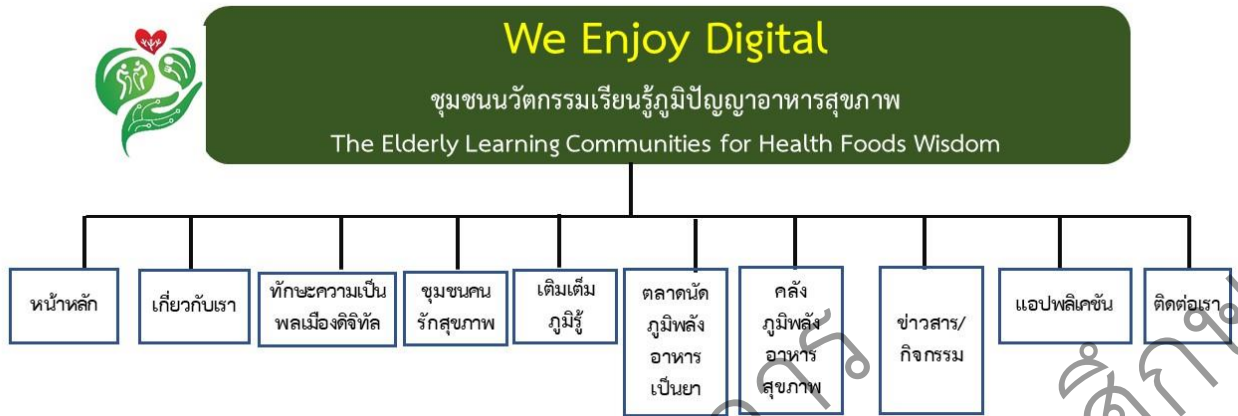 We Enjoy Digital
ชุมชนนวัตกรรมเรียนรู้ภูมิปัญญาอาหารสุขภาพ
The Elderly Learning Communities for Health Foods Wisdom
หน้าหลัก
เกี่ยวกับเรา
ทักษะความเป็น
พลเมืองดิจิทัล
ชุมชนคน
รักสุขภาพ
เติมเต็ม
ภูมิรู้
ตลาดนัด
ภูมิพลัง
อาหาร
เป็นยา
คลัง
ภูมิพลัง
อาหาร
สุขภาพ
ข่าวสาร/
กิจกรรม
แอปพลิเคชัน
ติดต่อเรา